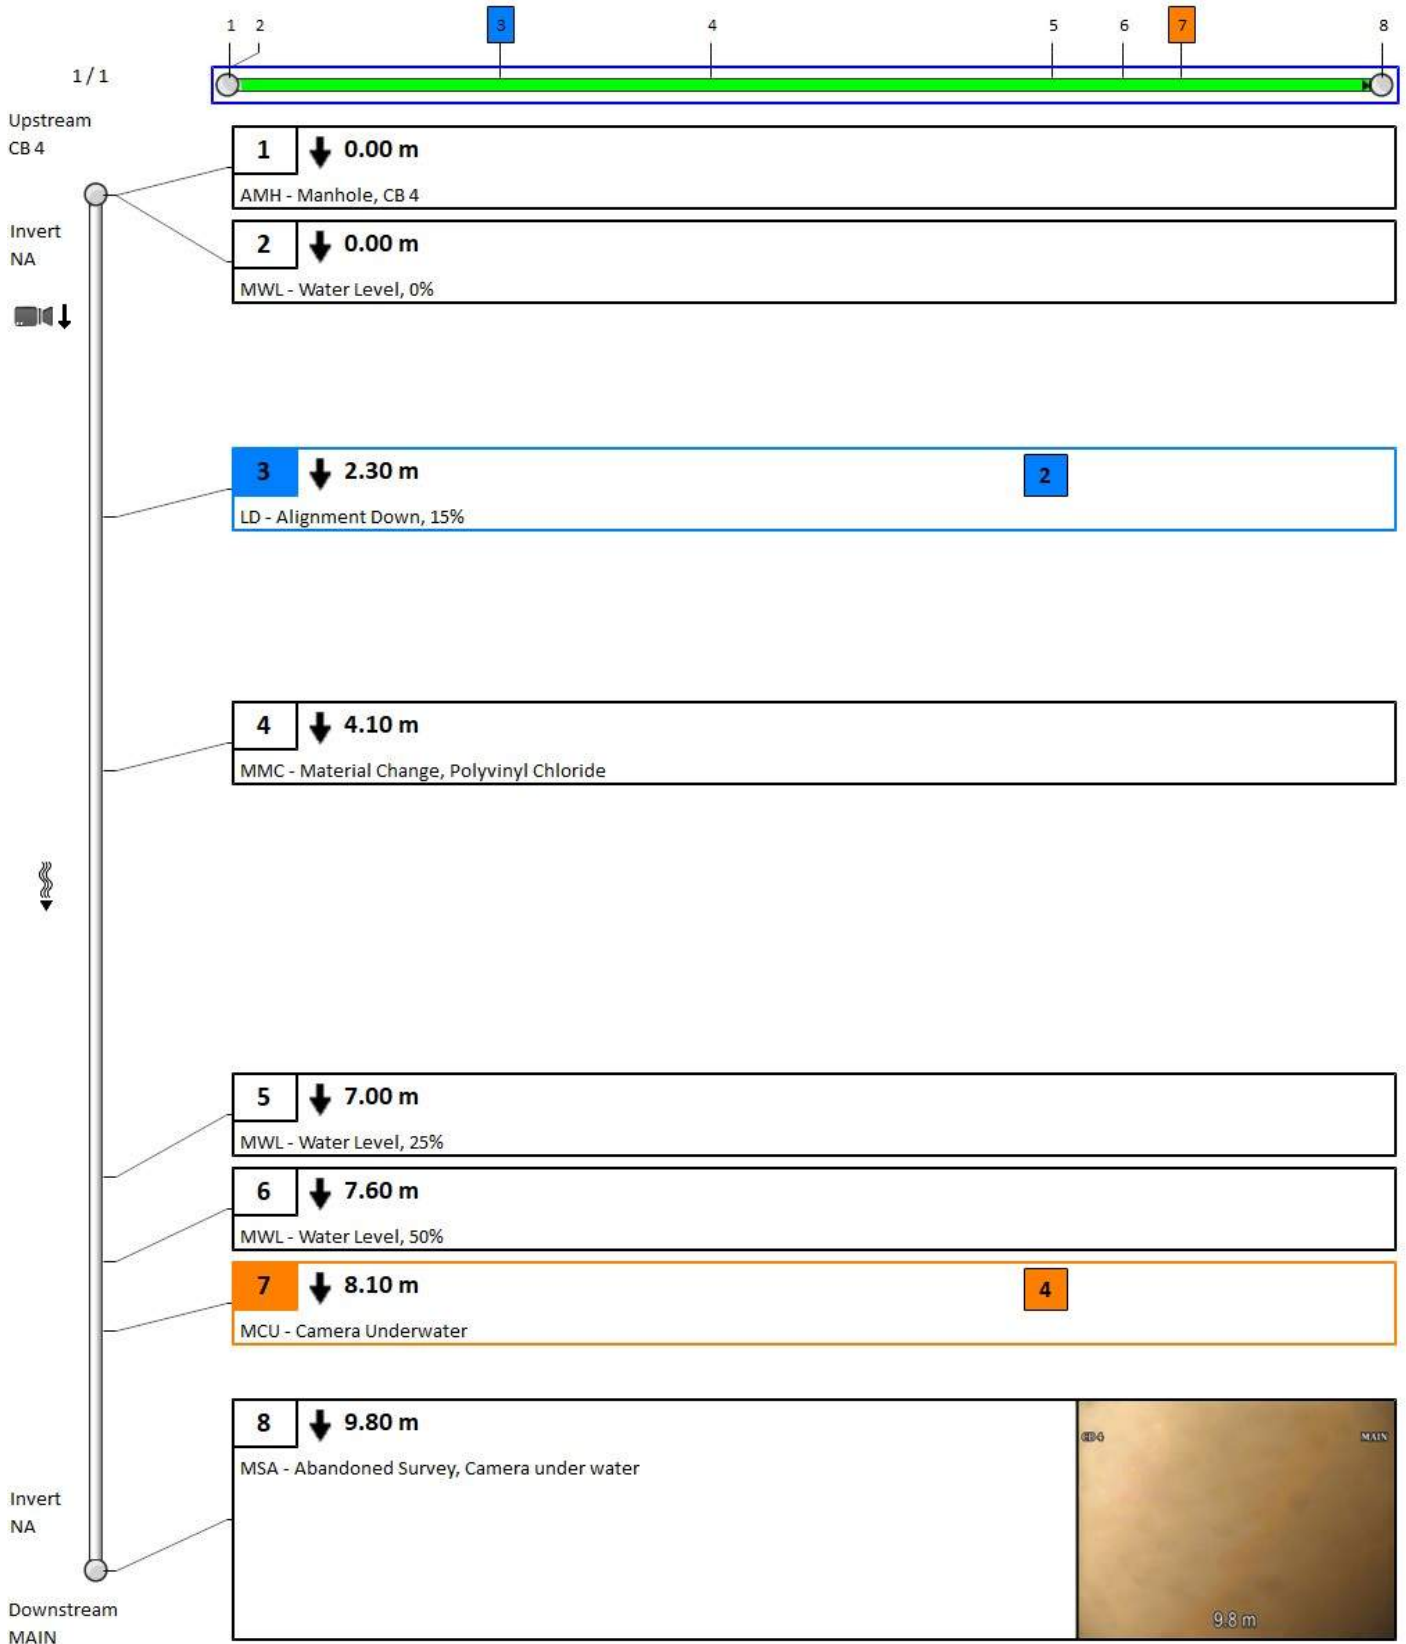 1 2 3 4 5 6 7 8
1 / 1
Upstream
CB 4
1 0.00 m
AMH - Manhole, CB 4
Invert
NA
2 0.00 m
MWL - Water Level, 0%
3 2.30 m 2
LD - Alignment Down, 15%
4 4.10 m
MMC - Material Change, Polyvinyl Chloride
5 7.00 m
MWL - Water Level, 25%
6 7.60 m
MWL - Water Level, 50%
7 8.10 m 4
MCU - Camera Underwater
8 9.80 m
MSA - Abandoned Survey, Camera under water
CB 4 MAIN
9.8 m
Invert
NA
Downstream
MAIN